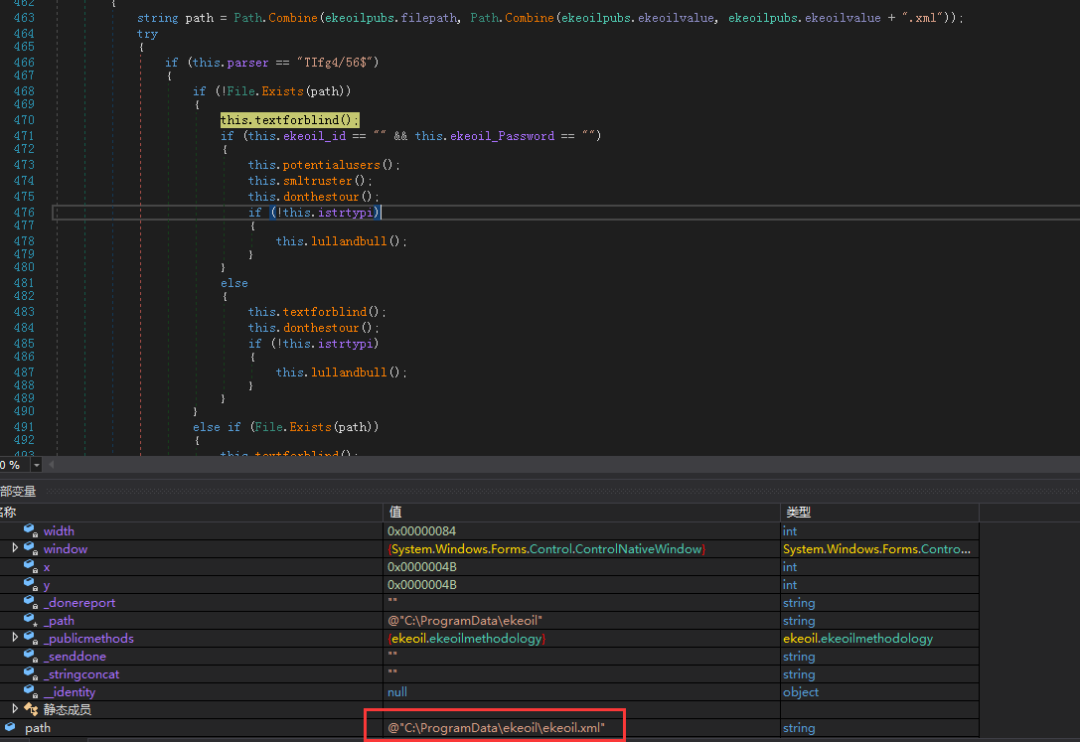 462 {
463 string path = Path.Combine(ekeoilpubs.filepath, Path.Combine(ekeoilpubs.ekeoilvalue, ekeoilpubs.ekeoilvalue + ".xml"));
464 try
465 {
466 if (this.parser == "TIfg4/56$")
467 {
468 if (!File.Exists(path))
469 {
470 this.textforblind();
471 if (this.ekeoil_id == "" && this.ekeoil_Password == "")
472 {
473 this.potentialusers();
474 this.smltruster();
475 this.donthestour();
476 if (!this.istrtypi)
477 {
478 this.lullandbull();
479 }
480 }
481 else
482 {
483 this.textforblind();
484 this.donthestour();
485 if (!this.istrtypi)
486 {
487 this.lullandbull();
488 }
489 }
490 }
491 else if (File.Exists(path))
492 {
493 this.textforblind();
0 %
部变量
名称 值 类型
width 0x00000084 int
window {System.Windows.Forms.Control.ControlNativeWindow} System.Windows.Forms.Contro...
x 0x0000004B int
y 0x0000004B int
_donereport "" string
_path @"C:\ProgramData\ekeoil" string
_publicmethods {ekeoil.ekeoilmethodology} ekeoil.ekeoilmethodology
_senddone "" string
_stringconcat "" string
__identity null object
静态成员
path @"C:\ProgramData\ekeoil\ekeoil.xml" string